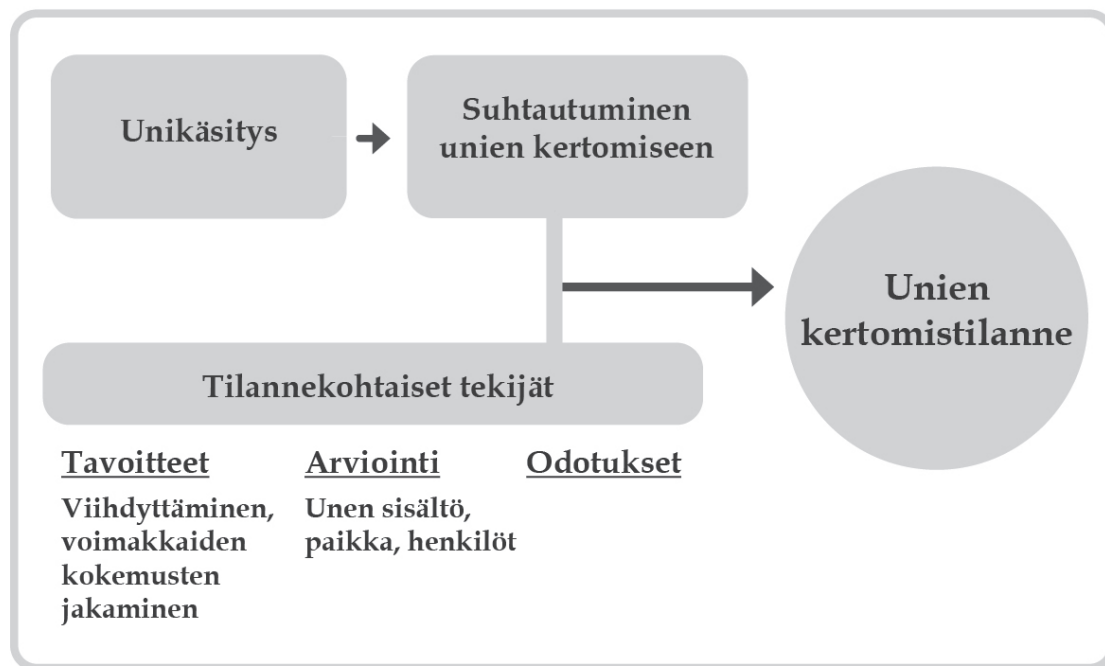 Unikäsitys
Suhtautuminen
unien kertomiseen
Unien
kertomistilanne
Tilannekohtaiset tekijät
Tavoitteet
Viihdyttäminen,
voimakkaiden
kokemusten
jakaminen
Arviointi
Unen sisältö,
paikka, henkilöt
Odotukset